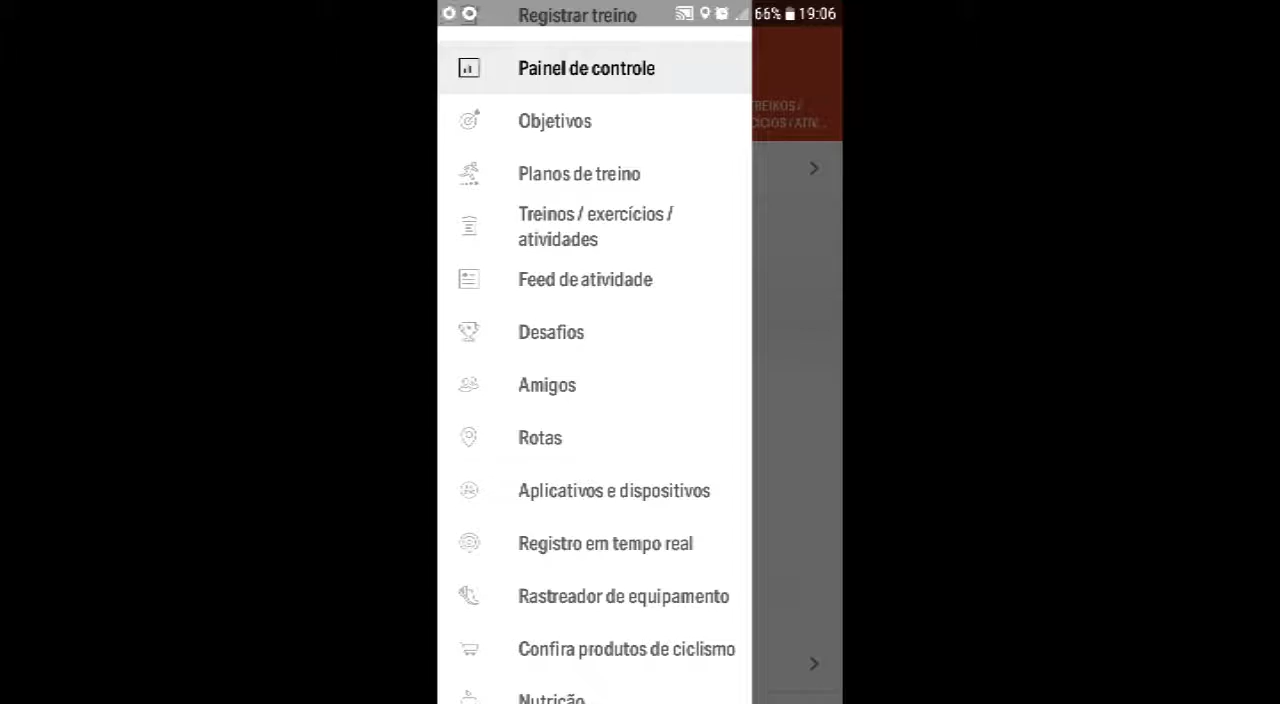 Registrar treino
66% 19:06
Painel de controle
Objetivos
Planos de treino
Treinos / exercícios /
atividades
Feed de atividade
Desafios
Amigos
Rotas
Aplicativos e dispositivos
Registro em tempo real
Rastreador de equipamento
Confira produtos de ciclismo
Nutrição